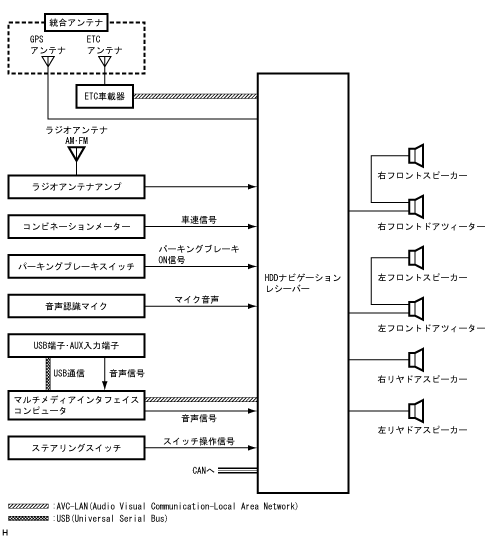 統合アンテナ
GPS
アンテナ
ETC
アンテナ
ETC車載器
ラジオアンテナ
AM・FM
ラジオアンテナアンプ
コンビネーションメーター
車速信号
パーキングブレーキスイッチ
パーキングブレーキ
ON信号
音声認識マイク
マイク音声
USB端子・AUX入力端子
USB通信
音声信号
マルチメディアインタフェイス
コンピュータ
音声信号
ステアリングスイッチ
スイッチ操作信号
CANへ
HDDナビゲーション
レシーバー
右フロントスピーカー
右フロントドアツィーター
左フロントスピーカー
左フロントドアツィーター
右リヤドアスピーカー
左リヤドアスピーカー
:AVC-LAN(Audio Visual Communication-Local Area Network)
:USB(Universal Serial Bus)
H